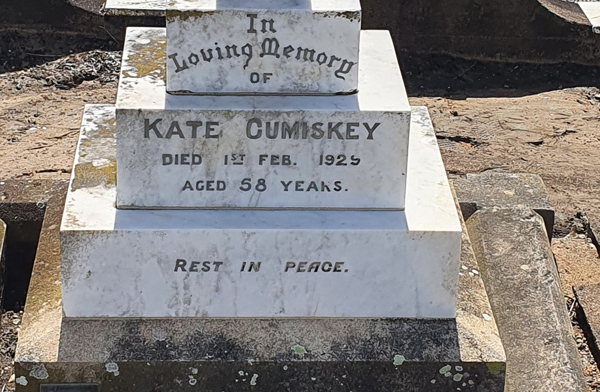 In
Loving Memory
OF
KATE CUMISKEY
DIED 1ST FEB. 1929
AGED 58 YEARS.
REST IN PEACE.